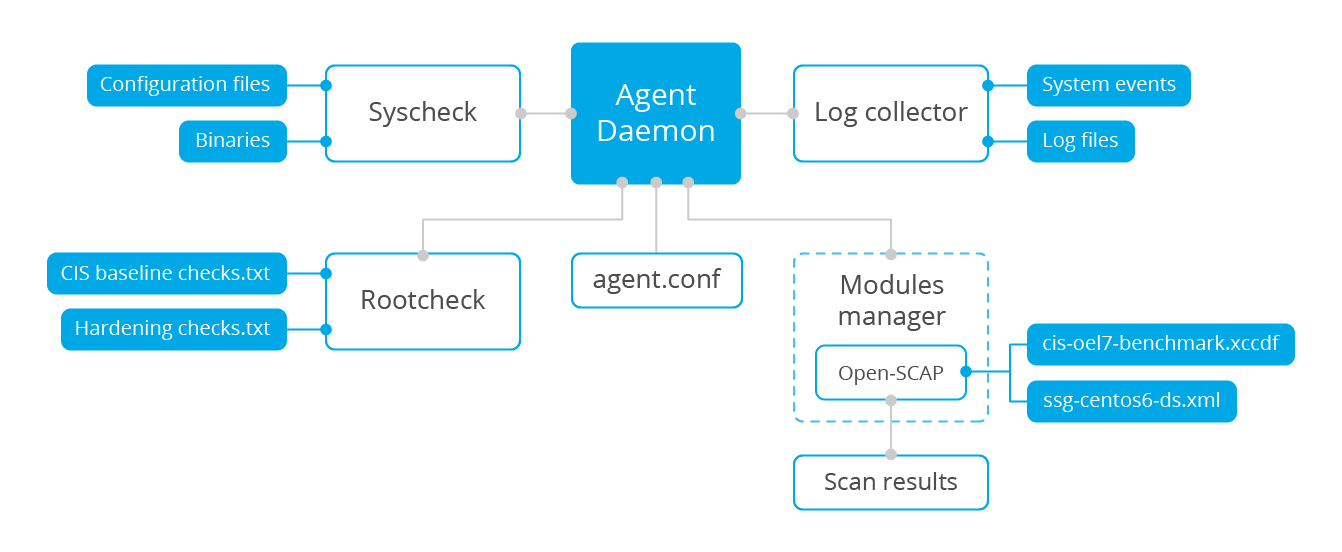 Configuration files
Binaries
Syscheck
Agent
Daemon
Log collector
System events
Log files
CIS baseline checks.txt
Hardening checks.txt
Rootcheck
agent.conf
Modules
manager
Open-SCAP
cis-oel7-benchmark.xccdf
ssg-centos6-ds.xml
Scan results